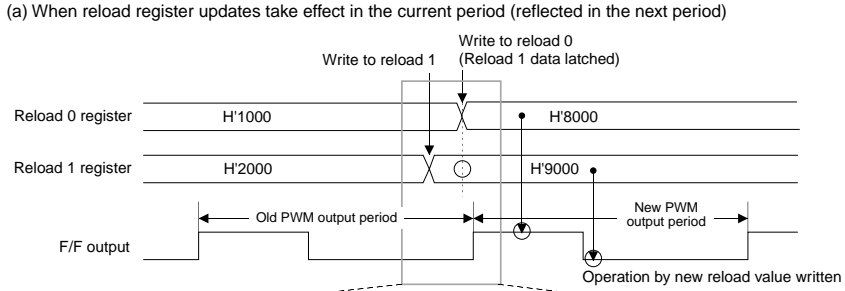 (a) When reload register updates take effect in the current period (reflected in the next period)
Write to reload 0
Write to reload 1
(Reload 1 data latched)
Reload 0 register
H'1000
H'8000
Reload 1 register
H'2000
H'9000
Old PWM output period
New PWM
output period
F/F output
Operation by new reload value written